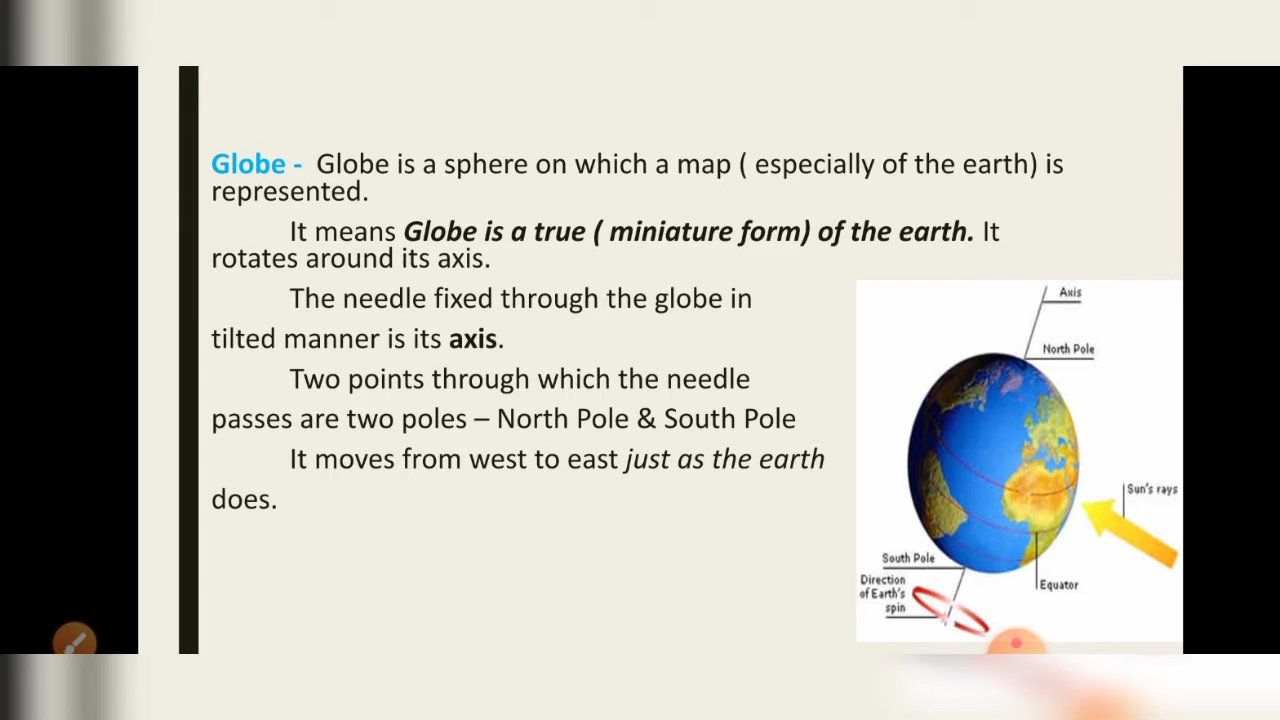 Globe - Globe is a sphere on which a map ( especially of the earth) is
represented.
It means Globe is a true ( miniature form) of the earth. It
rotates around its axis.
The needle fixed through the globe in
tilted manner is its axis.
Two points through which the needle
passes are two poles – North Pole & South Pole
It moves from west to east just as the earth
does.
Axis
North Pole
Sun's rays
South Pole
Equator
Direction
of Earth's
spin